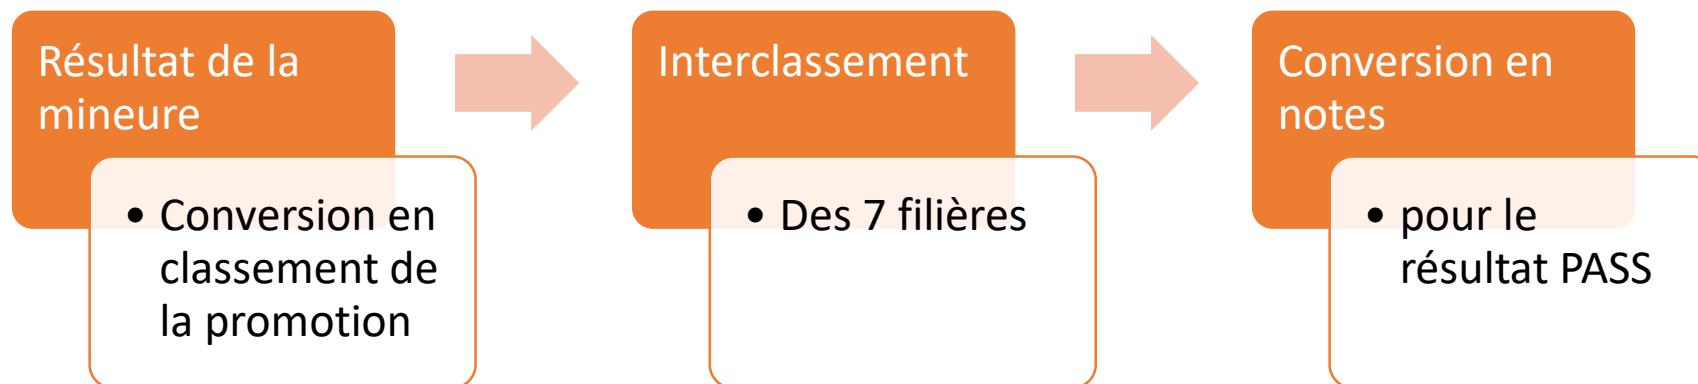 Résultat de la
mineure
• Conversion en
classement de
la promotion
Interclassement
• Des 7 filières
Conversion en
notes
• pour le
résultat PASS